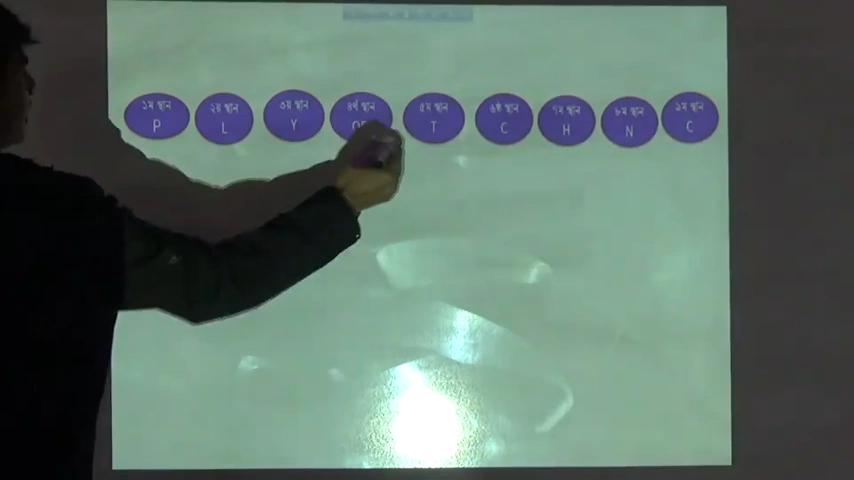 ১ম স্থান
P
২য় স্থান
L
৩য় স্থান
Y
৪র্থ স্থান
৫ম স্থান
T
৬ষ্ঠ স্থান
C
৭ম স্থান
H
৮ম স্থান
N
৯ম স্থান
C